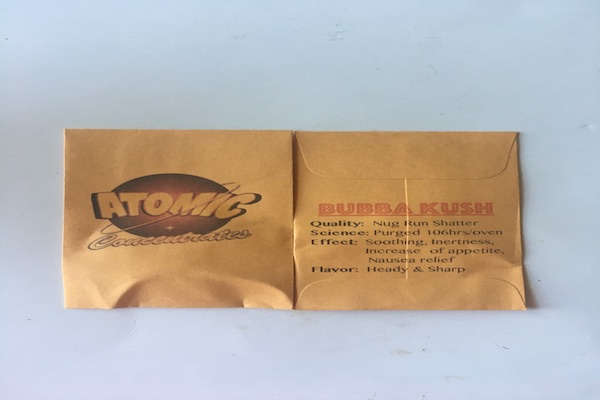 ATOMIC
Concentrates
BUBBA KUSH
Quality: Nug Run Shatter
Science: Purged 106hrs/oven
Effect: Soothing, Inertness,
Increase of appetite,
Nausea relief
Flavor: Heady & Sharp